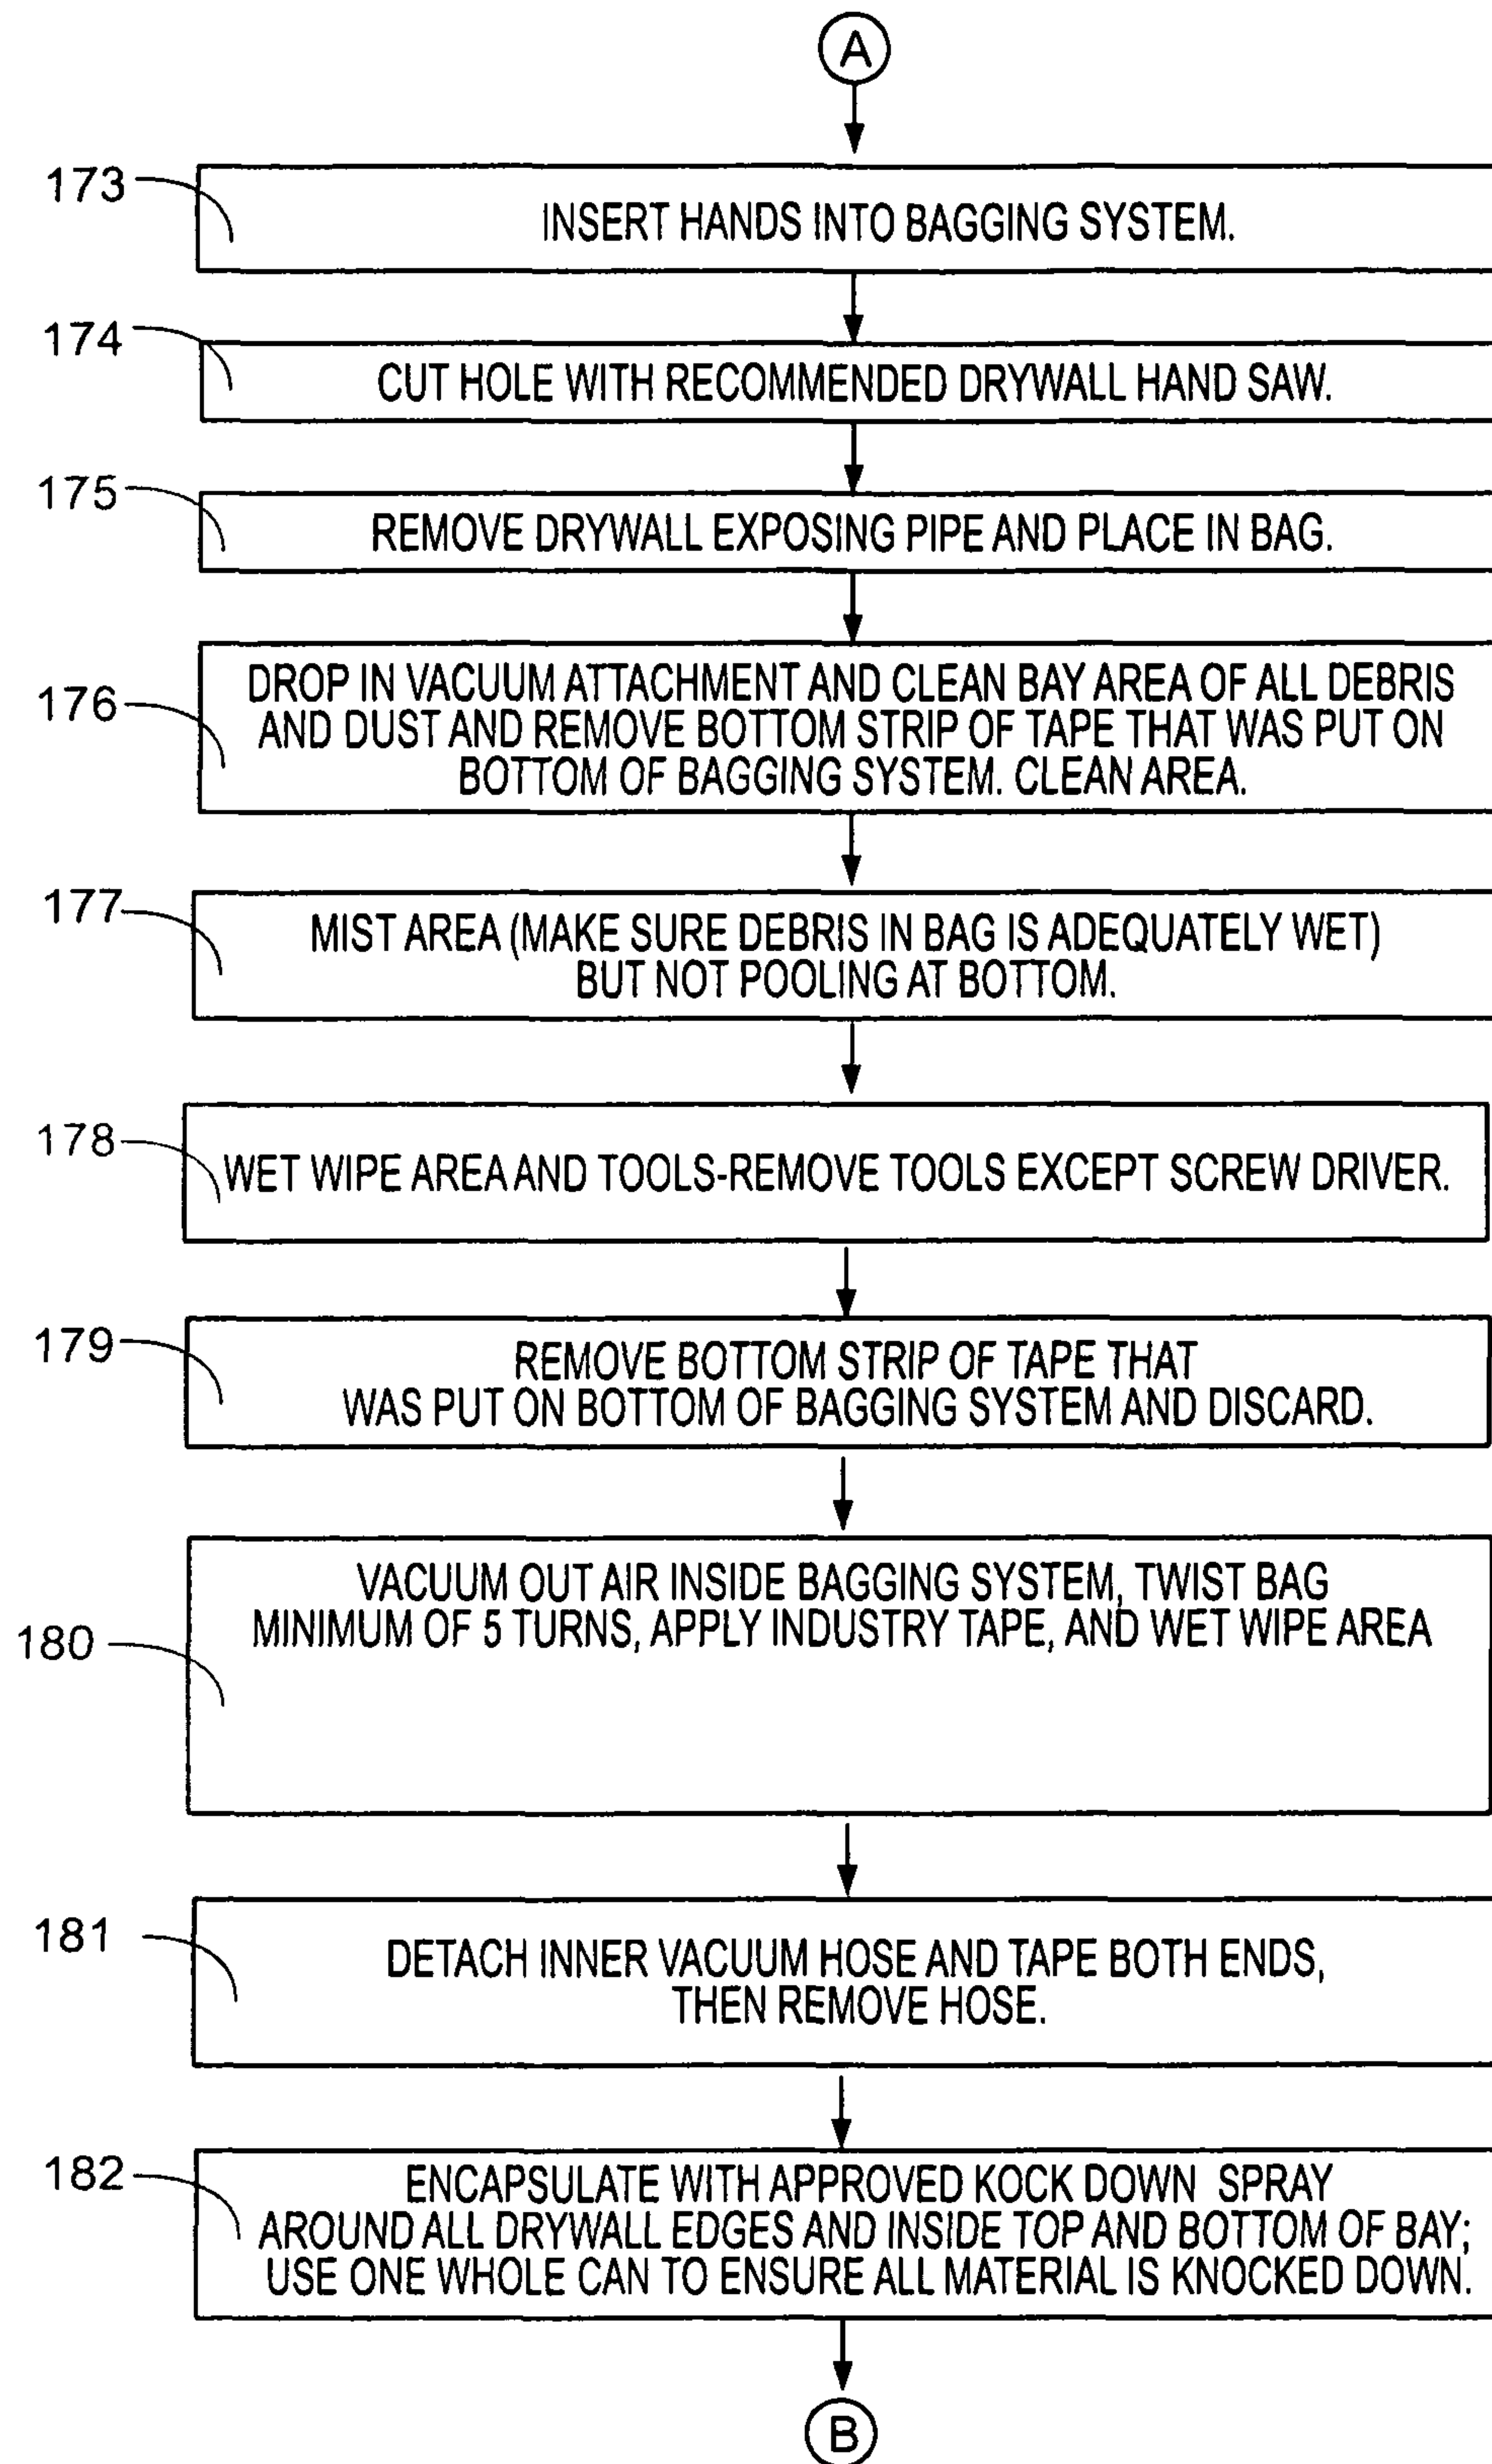 A
173
INSERT HANDS INTO BAGGING SYSTEM.
174
CUT HOLE WITH RECOMMENDED DRYWALL HAND SAW.
175
REMOVE DRYWALL EXPOSING PIPE AND PLACE IN BAG.
176
DROP IN VACUUM ATTACHMENT AND CLEAN BAY AREA OF ALL DEBRIS
AND DUST AND REMOVE BOTTOM STRIP OF TAPE THAT WAS PUT ON
BOTTOM OF BAGGING SYSTEM. CLEAN AREA.
177
MIST AREA (MAKE SURE DEBRIS IN BAG IS ADEQUATELY WET)
BUT NOT POOLING AT BOTTOM.
178
WET WIPE AREA AND TOOLS-REMOVE TOOLS EXCEPT SCREW DRIVER.
179
REMOVE BOTTOM STRIP OF TAPE THAT
WAS PUT ON BOTTOM OF BAGGING SYSTEM AND DISCARD.
180
VACUUM OUT AIR INSIDE BAGGING SYSTEM, TWIST BAG
MINIMUM OF 5 TURNS, APPLY INDUSTRY TAPE, AND WET WIPE AREA
181
DETACH INNER VACUUM HOSE AND TAPE BOTH ENDS,
THEN REMOVE HOSE.
182
ENCAPSULATE WITH APPROVED KOCK DOWN SPRAY
AROUND ALL DRYWALL EDGES AND INSIDE TOP AND BOTTOM OF BAY;
USE ONE WHOLE CAN TO ENSURE ALL MATERIAL IS KNOCKED DOWN.
B